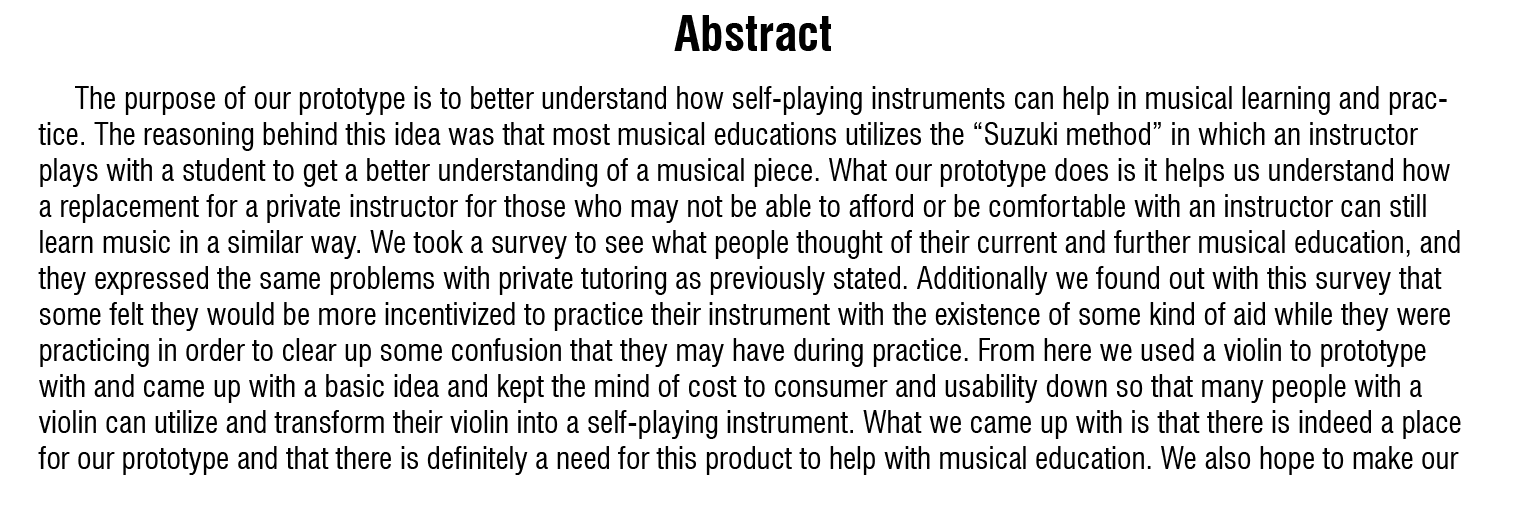 Abstract
The purpose of our prototype is to better understand how self-playing instruments can help in musical learning and prac-
tice. The reasoning behind this idea was that most musical educations utilizes the “Suzuki method” in which an instructor
plays with a student to get a better understanding of a musical piece. What our prototype does is it helps us understand how
a replacement for a private instructor for those who may not be able to afford or be comfortable with an instructor can still
learn music in a similar way. We took a survey to see what people thought of their current and further musical education, and
they expressed the same problems with private tutoring as previously stated. Additionally we found out with this survey that
some felt they would be more incentivized to practice their instrument with the existence of some kind of aid while they were
practicing in order to clear up some confusion that they may have during practice. From here we used a violin to prototype
with and came up with a basic idea and kept the mind of cost to consumer and usability down so that many people with a
violin can utilize and transform their violin into a self-playing instrument. What we came up with is that there is indeed a place
for our prototype and that there is definitely a need for this product to help with musical education. We also hope to make our